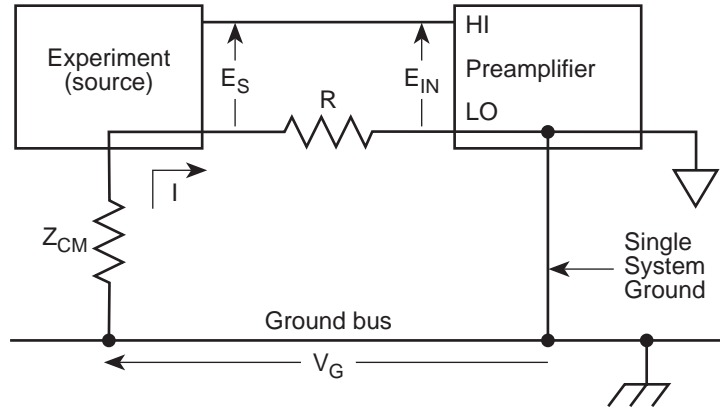 Experiment
(source)
E_S
R
E_IN
HI
Preamplifier
LO
I
Z_CM
Single
System
Ground
Ground bus
V_G